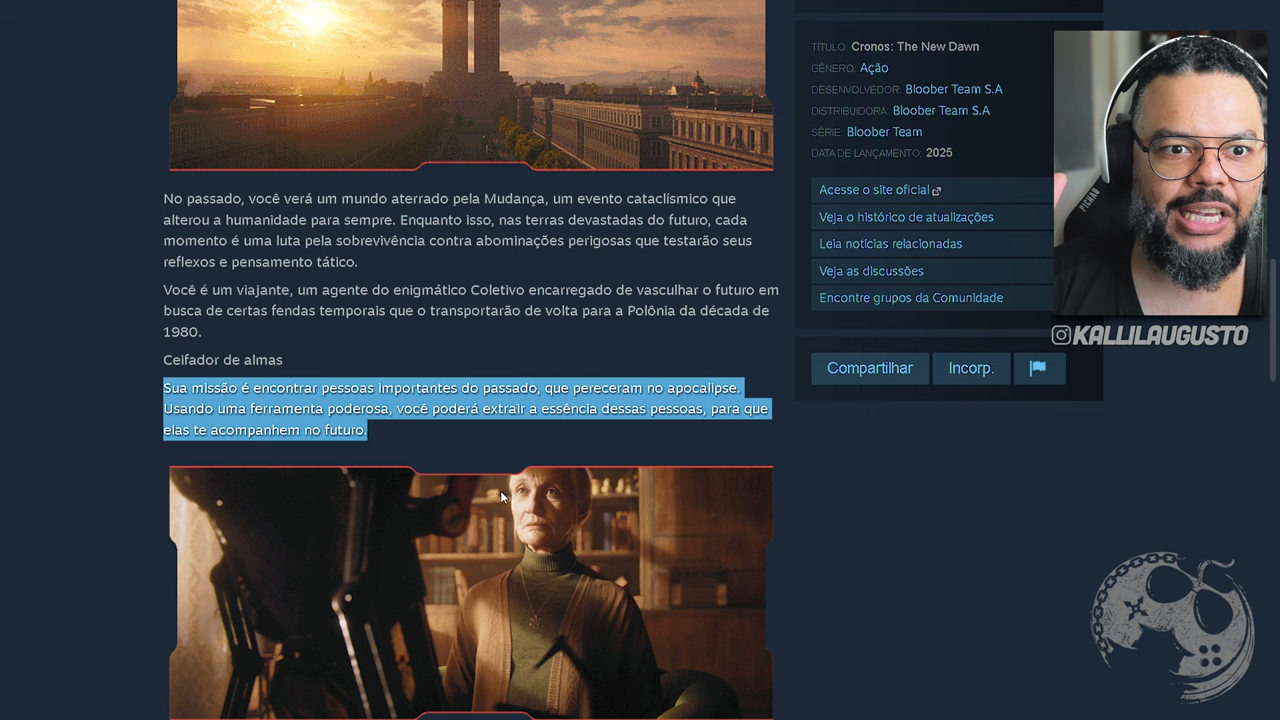 No passado, você verá um mundo aterrado pela Mudança, um evento cataclísmico que
alterou a humanidade para sempre. Enquanto isso, nas terras devastadas do futuro, cada
momento é uma luta pela sobrevivência contra abominações perigosas que testarão seus
reflexos e pensamento tático.
Você é um viajante, um agente do enigmático Coletivo encarregado de vasculhar o futuro em
busca de certas fendas temporais que o transportarão de volta para a Polônia da década de
1980.
Ceifador de almas
Sua missão é encontrar pessoas importantes do passado, que pereceram no apocalipse.
Usando uma ferramenta poderosa, você poderá extrair a essência dessas pessoas, para que
elas te acompanhem no futuro.
TÍTULO: Cronos: The New Dawn
GÊNERO: Ação
DESENVOLVEDOR: Bloober Team S.A
DISTRIBUIDORA: Bloober Team S.A
SÉRIE: Bloober Team
DATA DE LANÇAMENTO: 2025
Acesse o site oficial
Veja o histórico de atualizações
Leia notícias relacionadas
Veja as discussões
Encontre grupos da Comunidade
Compartilhar
Incorp.
PICHAU
KALLILAUGUSTO